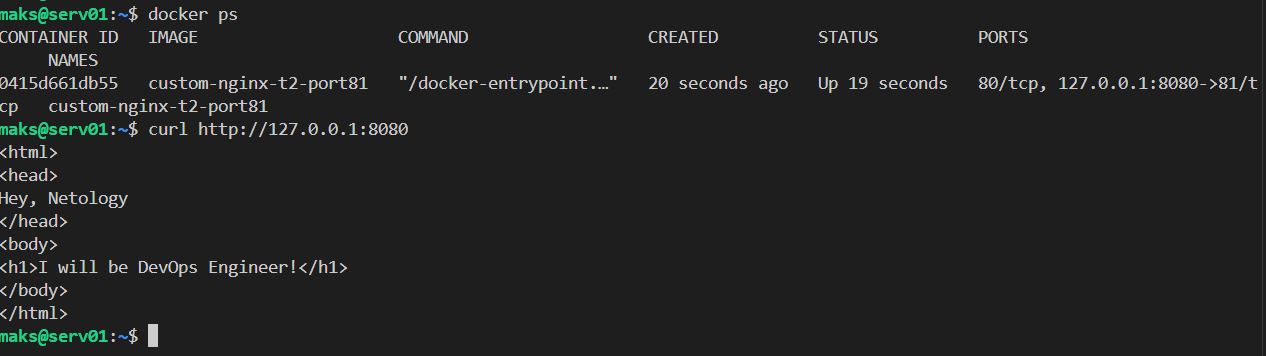 maks@serv01:~$ docker ps
CONTAINER ID   IMAGE                    COMMAND                  CREATED          STATUS          PORTS
     NAMES
0415d661db55   custom-nginx-t2-port81   "/docker-entrypoint.…"   20 seconds ago   Up 19 seconds   80/tcp, 127.0.0.1:8080->81/t
cp   custom-nginx-t2-port81
maks@serv01:~$ curl http://127.0.0.1:8080
<html>
<head>
Hey, Netology
</head>
<body>
<h1>I will be DevOps Engineer!</h1>
</body>
</html>
maks@serv01:~$